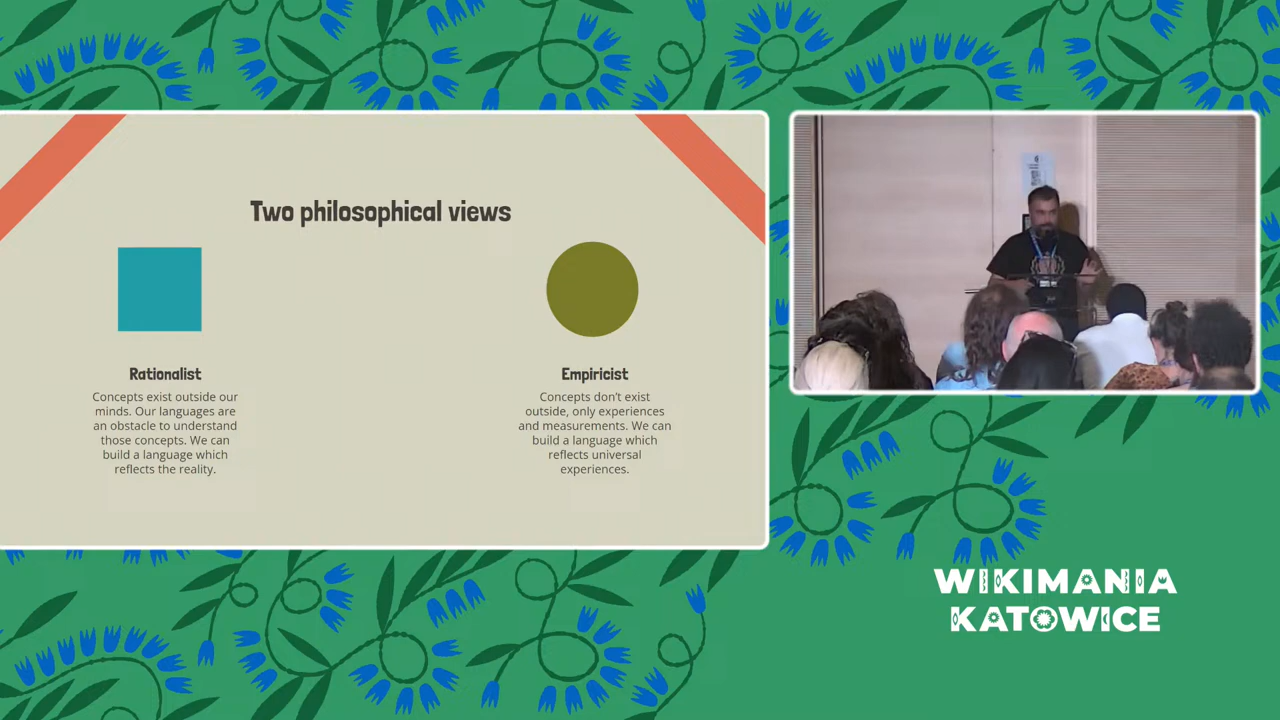 Two philosophical views
Rationalist
Concepts exist outside our
minds. Our languages are
an obstacle to understand
those concepts. We can
build a language which
reflects the reality.
Empiricist
Concepts don't exist
outside, only experiences
and measurements. We can
build a language which
reflects universal
experiences.
6
WIKIMANIA
KATOWICE